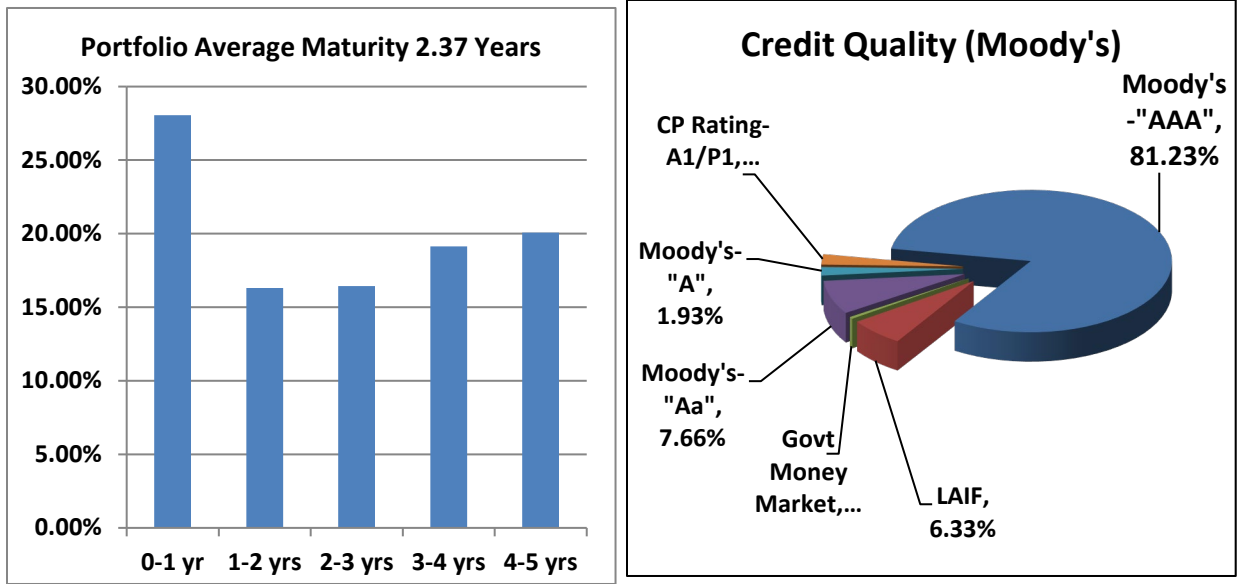 Portfolio Average Maturity 2.37 Years
30.00%
25.00%
20.00%
15.00%
10.00%
5.00%
0.00%
0-1 yr 1-2 yrs 2-3 yrs 3-4 yrs 4-5 yrs
Credit Quality (Moody's)
Moody's
-"AAA",
81.23%
CP Rating-
A1/P1,...
Moody's-
"A",
1.93%
Moody's-
"Aa",
7.66%
Govt
Money
Market,...
LAIF,
6.33%